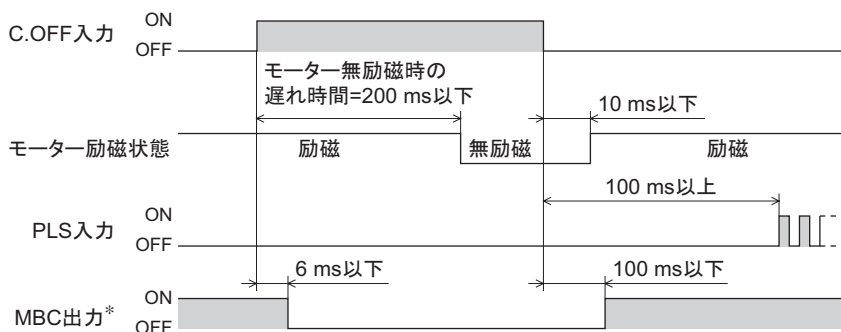 C.OFF入力
ON
OFF
モーター無励磁時の
遅れ時間=200 ms以下
10 ms以下
モーター励磁状態
励磁
無励磁
励磁
100 ms以上
PLS入力
ON
OFF
6 ms以下
100 ms以下
MBC出力*
ON
OFF